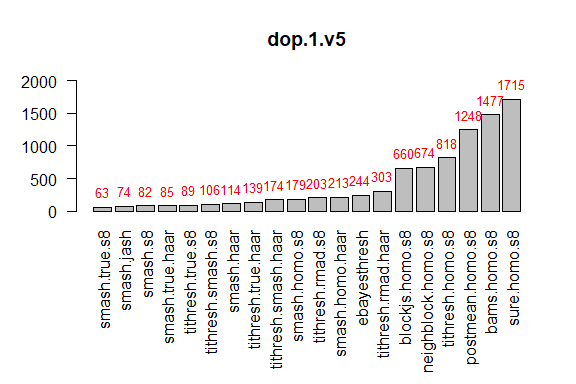 dop.1.v5
2000
1500
1000
500
0
63 74 82 85 89 106 114 139 174 179 203 213 244 303 660 674 818 1248 1477 1715
smash.true.s8
smash.jash
smash.s8
smash.true.haar
tithresh.true.s8
tithresh.smash.s8
smash.haar
tithresh.true.haar
tithresh.smash.haar
smash.homo.s8
tithresh.rmad.s8
smash.homo.haar
ebayesthresh
tithresh.rmad.haar
blockjs.homo.s8
neighblock.homo.s8
tithresh.homo.s8
postmean.homo.s8
bams.homo.s8
sure.homo.s8